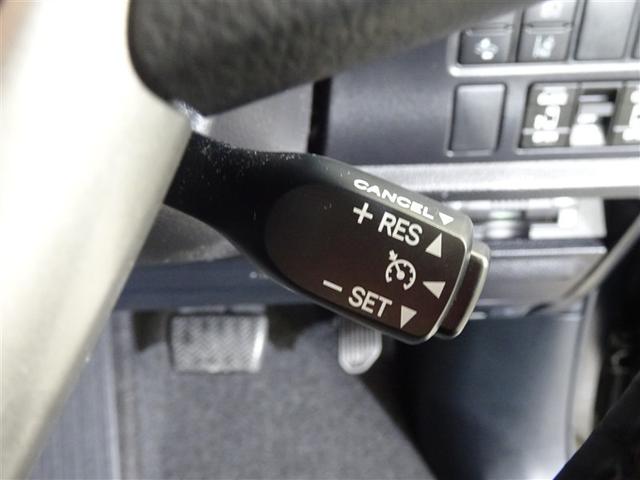 CANCEL▼
+ RES ▲
◀
− SET ▼